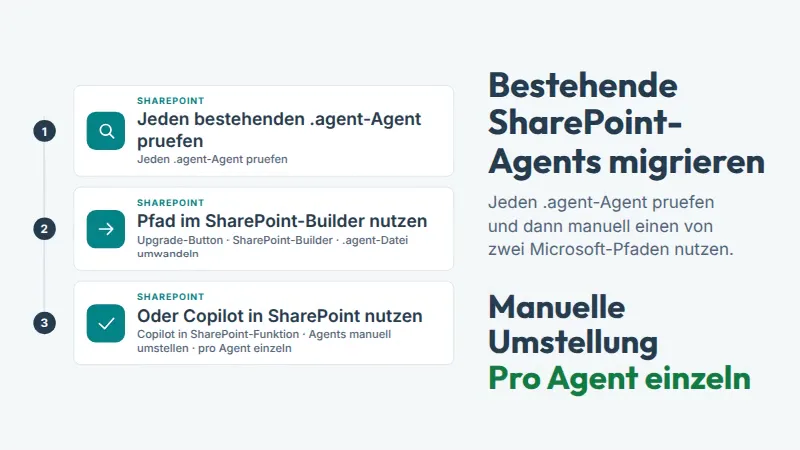 1
SHAREPOINT
Jeden bestehenden .agent-Agent
pruefen
Jeden .agent-Agent pruefen
2
SHAREPOINT
Pfad im SharePoint-Builder nutzen
Upgrade-Button · SharePoint-Builder · .agent-Datei
umwandeln
3
SHAREPOINT
Oder Copilot in SharePoint nutzen
Copilot in SharePoint-Funktion · Agents manuell
umstellen · pro Agent einzeln
Bestehende
SharePoint-
Agents migrieren
Jeden .agent-Agent pruefen
und dann manuell einen von
zwei Microsoft-Pfaden nutzen.
Manuelle
Umstellung
Pro Agent einzeln